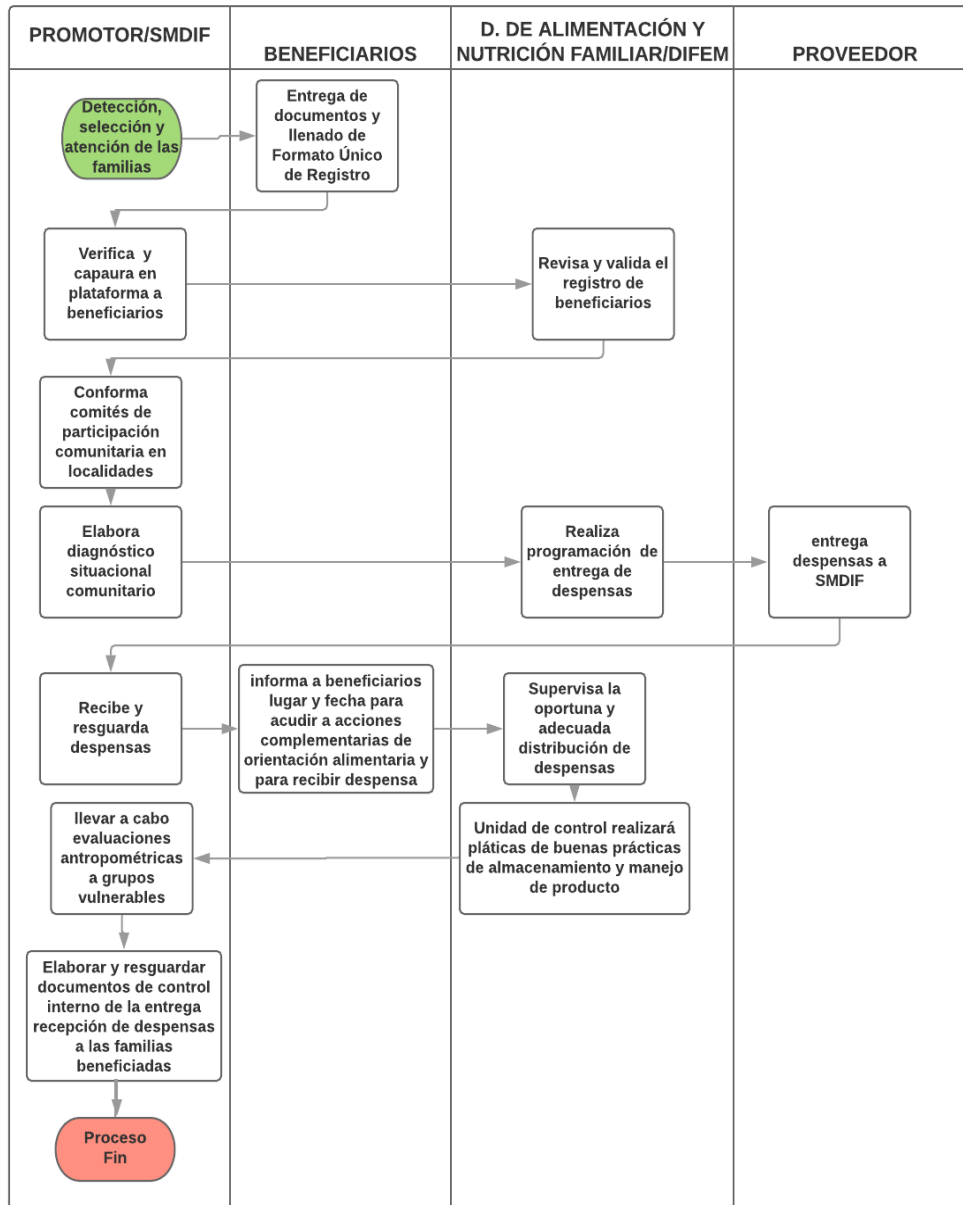 PROMOTOR/SMDIF
BENEFICIARIOS
D. DE ALIMENTACIÓN Y
NUTRICIÓN FAMILIAR/DIFEM
PROVEEDOR
Detección,
selección y
atención de las
familias
Entrega de
documentos y
llenado de
Formato Único
de Registro
Verifica y
capaura en
plataforma a
beneficiarios
Revisa y valida el
registro de
beneficiarios
Conforma
comités de
participación
comunitaria en
localidades
Elabora
diagnóstico
situacional
comunitario
Realiza
programación de
entrega de
despensas
entrega
despensas a
SMDIF
Recibe y
resguarda
despensas
informa a beneficiarios
lugar y fecha para
acudir a acciones
complementarias de
orientación alimentaria y
para recibir despensa
Supervisa la
oportuna y
adecuada
distribución de
despensas
Unidad de control realizará
pláticas de buenas prácticas
de almacenamiento y manejo
de producto
llevar a cabo
evaluaciones
antropométricas
a grupos
vulnerables
Elaborar y resguardar
documentos de control
interno de la entrega
recepción de despensas
a las familias
beneficiadas
Proceso
Fin